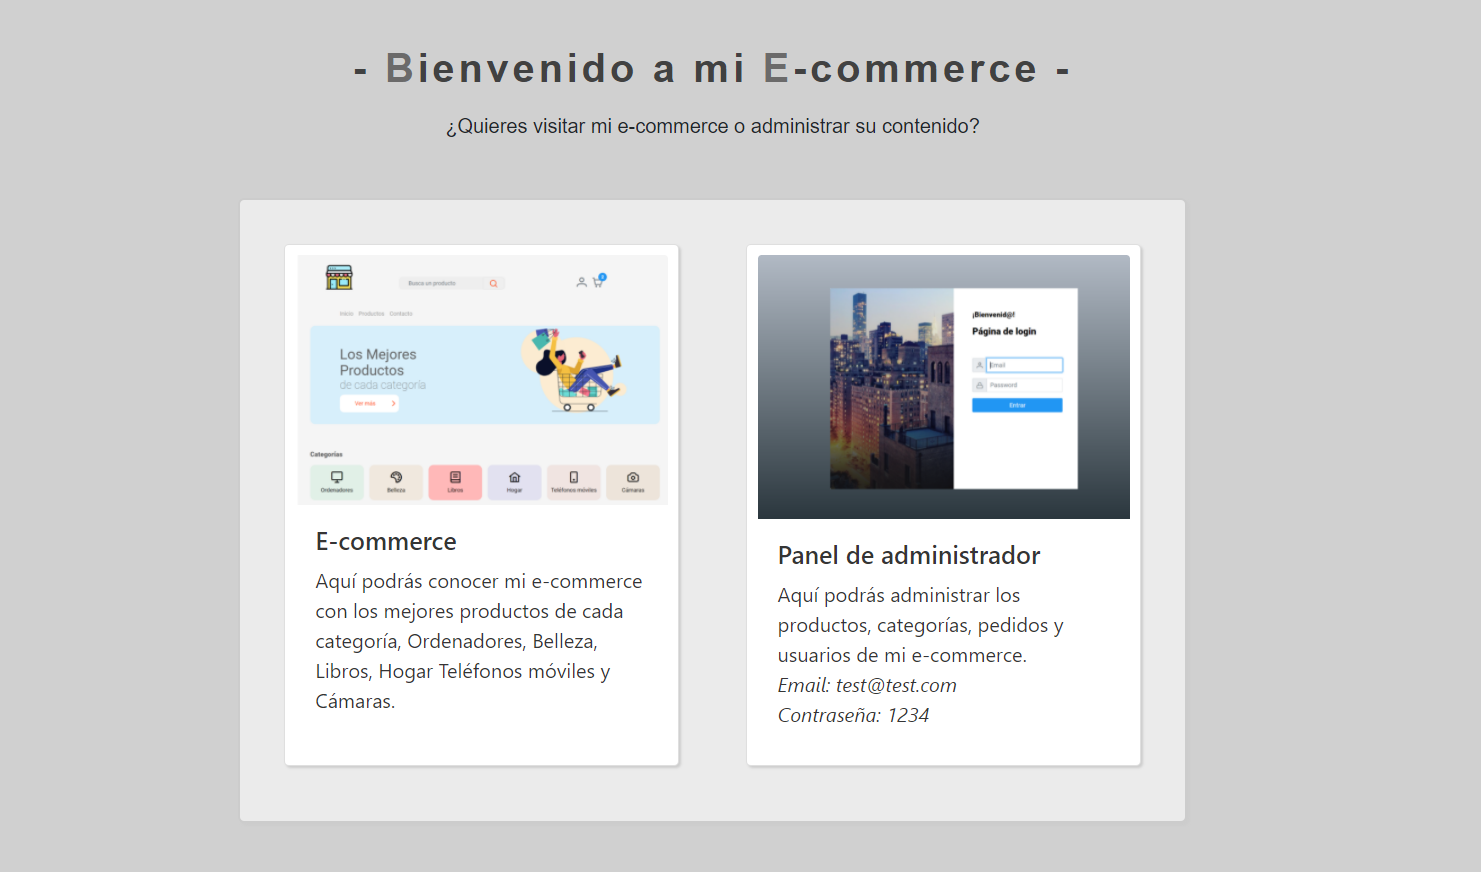 - Bienvenido a mi E-commerce -
¿Quieres visitar mi e-commerce o administrar su contenido?
Busca un producto
2
Inicio Productos Contacto
Los Mejores
Productos
de cada categoría
Ver más
Categorías
Ordenadores Belleza Libros Hogar Teléfonos móviles Cámaras
E-commerce
Aquí podrás conocer mi e-commerce
con los mejores productos de cada
categoría, Ordenadores, Belleza,
Libros, Hogar Teléfonos móviles y
Cámaras.
¡Bienvenid@!
Página de login
Email
Password
Entrar
Panel de administrador
Aquí podrás administrar los
productos, categorías, pedidos y
usuarios de mi e-commerce.
Email: test@test.com
Contraseña: 1234